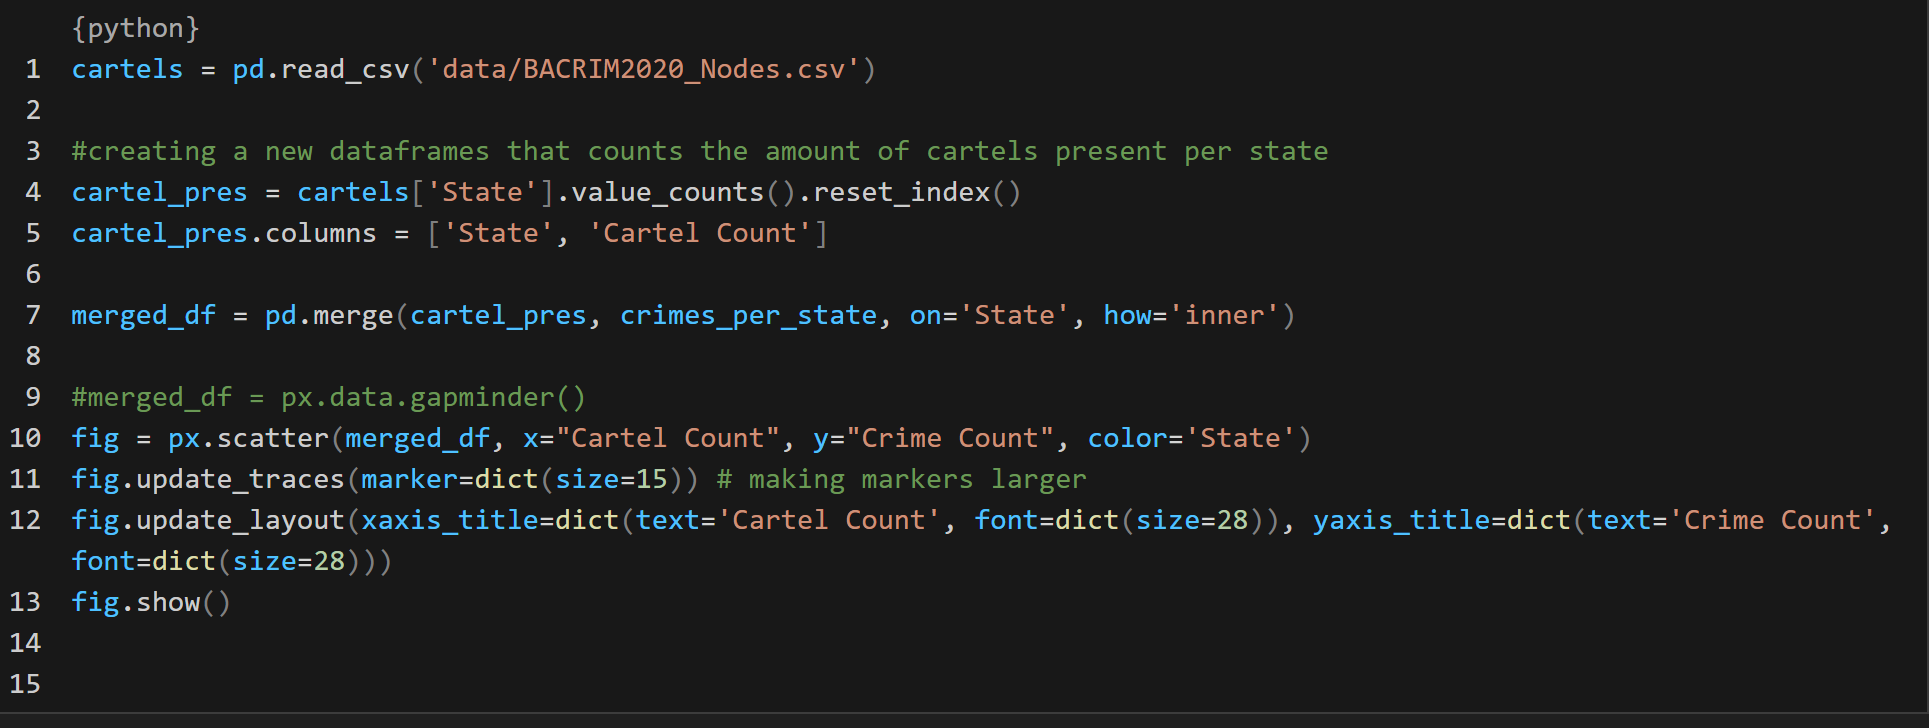 {python}
1 cartels = pd.read_csv('data/BACRIM2020_Nodes.csv')
2
3 #creating a new dataframes that counts the amount of cartels present per state
4 cartel_pres = cartels['State'].value_counts().reset_index()
5 cartel_pres.columns = ['State', 'Cartel Count']
6
7 merged_df = pd.merge(cartel_pres, crimes_per_state, on='State', how='inner')
8
9 #merged_df = px.data.gapminder()
10 fig = px.scatter(merged_df, x="Cartel Count", y="Crime Count", color='State')
11 fig.update_traces(marker=dict(size=15)) # making markers larger
12 fig.update_layout(xaxis_title=dict(text='Cartel Count', font=dict(size=28)), yaxis_title=dict(text='Crime Count',
font=dict(size=28)))
13 fig.show()
14
15